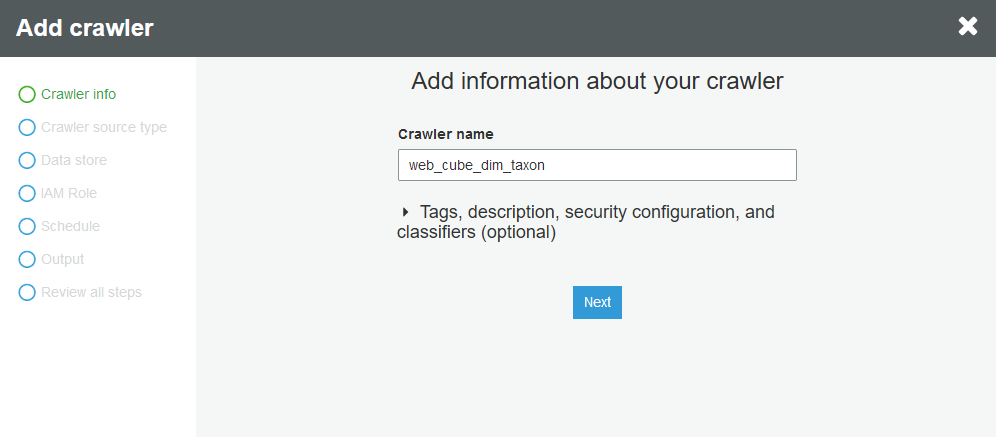 Add crawler
Crawler info
Crawler source type
Data store
IAM Role
Schedule
Output
Review all steps
Add information about your crawler
Crawler name
web_cube_dim_taxon
Tags, description, security configuration, and
classifiers (optional)
Next